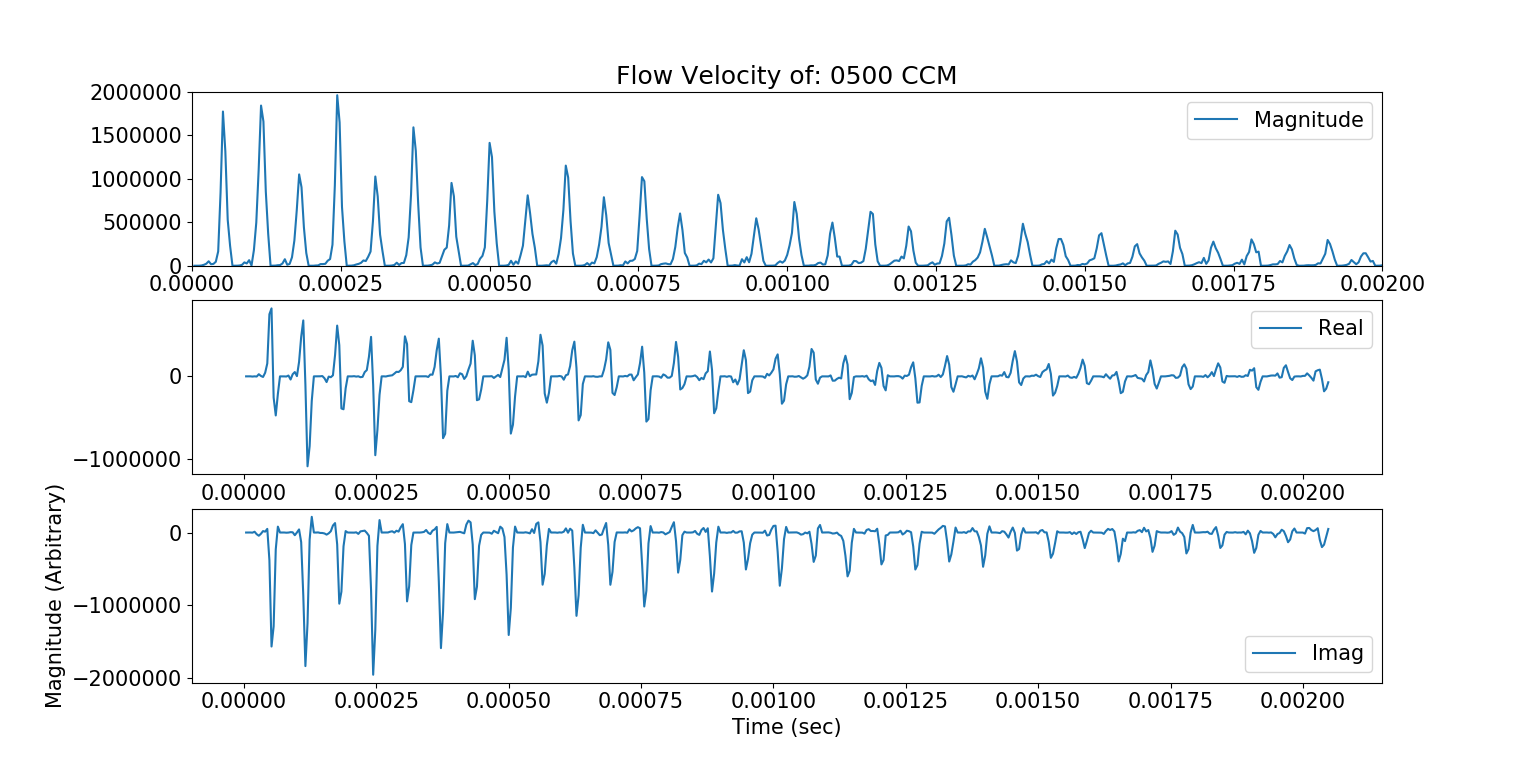 Flow Velocity of: 0500 CCM
2000000
1500000
1000000
500000
0
Magnitude
0.00000 0.00025 0.00050 0.00075 0.00100 0.00125 0.00150 0.00175 0.00200
0
−1000000
Real
0.00000 0.00025 0.00050 0.00075 0.00100 0.00125 0.00150 0.00175 0.00200
Magnitude (Arbitrary)
0
−1000000
−2000000
Imag
0.00000 0.00025 0.00050 0.00075 0.00100 0.00125 0.00150 0.00175 0.00200
Time (sec)